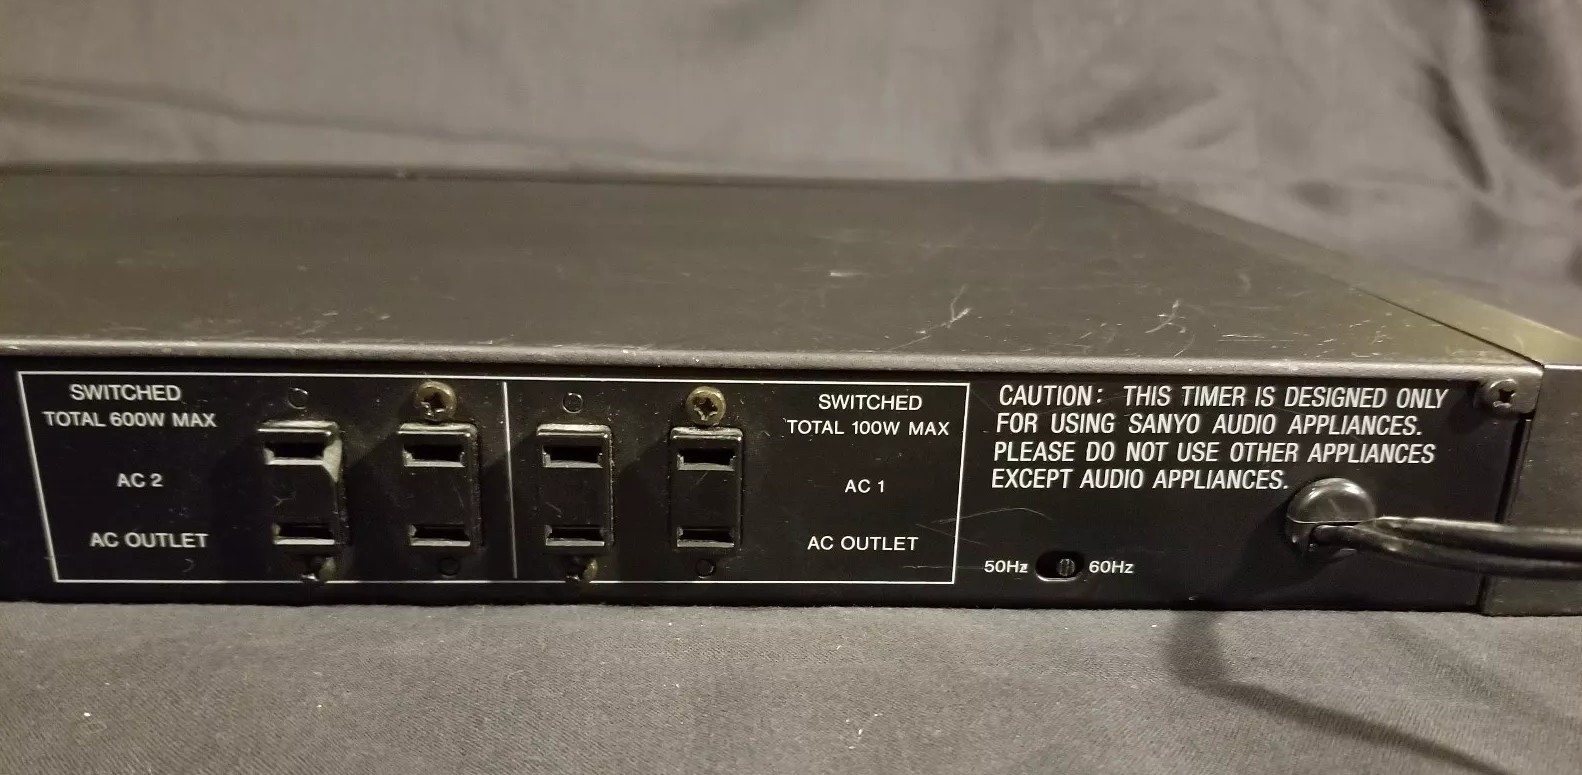 SWITCHED
TOTAL 600W MAX
AC 2
AC OUTLET
SWITCHED
TOTAL 100W MAX
AC 1
AC OUTLET
CAUTION: THIS TIMER IS DESIGNED ONLY
FOR USING SANYO AUDIO APPLIANCES.
PLEASE DO NOT USE OTHER APPLIANCES
EXCEPT AUDIO APPLIANCES.
50Hz 60Hz